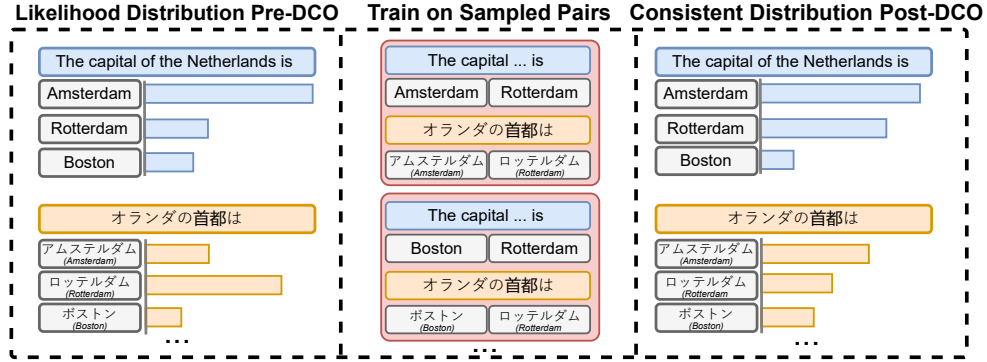 Likelihood Distribution Pre-DCO
The capital of the Netherlands is
Amsterdam
Rotterdam
Boston
オランダの首都は
アムステルダム
(Amsterdam)
ロッテルダム
(Rotterdam)
ボストン
(Boston)
...
Train on Sampled Pairs
The capital ... is
Amsterdam Rotterdam
オランダの首都は
アムステルダム ロッテルダム
(Amsterdam) (Rotterdam)
The capital ... is
Boston Rotterdam
オランダの首都は
ボストン ロッテルダム
(Boston) (Rotterdam
...
Consistent Distribution Post-DCO
The capital of the Netherlands is
Amsterdam
Rotterdam
Boston
オランダの首都は
アムステルダム
(Amsterdam)
ロッテルダム
(Rotterdam
ボストン
(Boston)
...